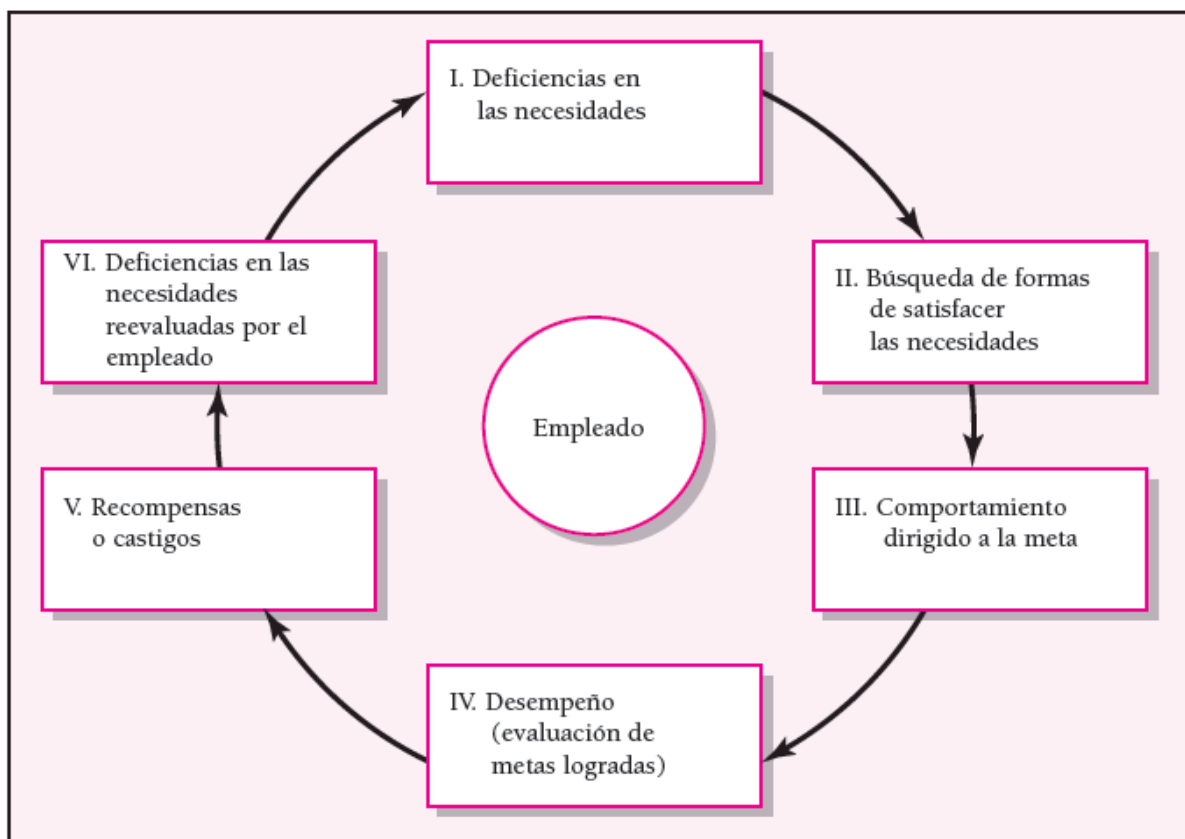 I. Deficiencias en
las necesidades
II. Búsqueda de formas
de satisfacer
las necesidades
III. Comportamiento
dirigido a la meta
IV. Desempeño
(evaluación de
metas logradas)
V. Recompensas
o castigos
VI. Deficiencias en las
necesidades
reevaluadas por el
empleado
Empleado